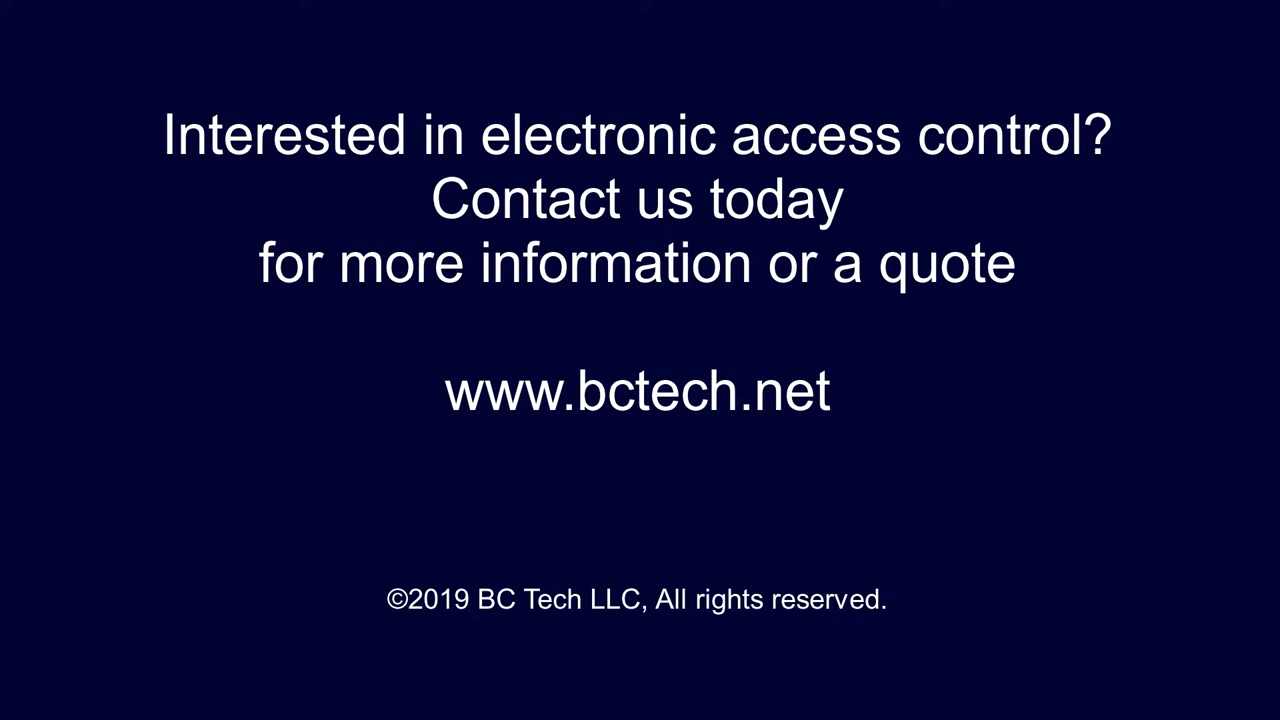 Interested in electronic access control?
Contact us today
for more information or a quote
www.bctech.net
©2019 BC Tech LLC, All rights reserved.